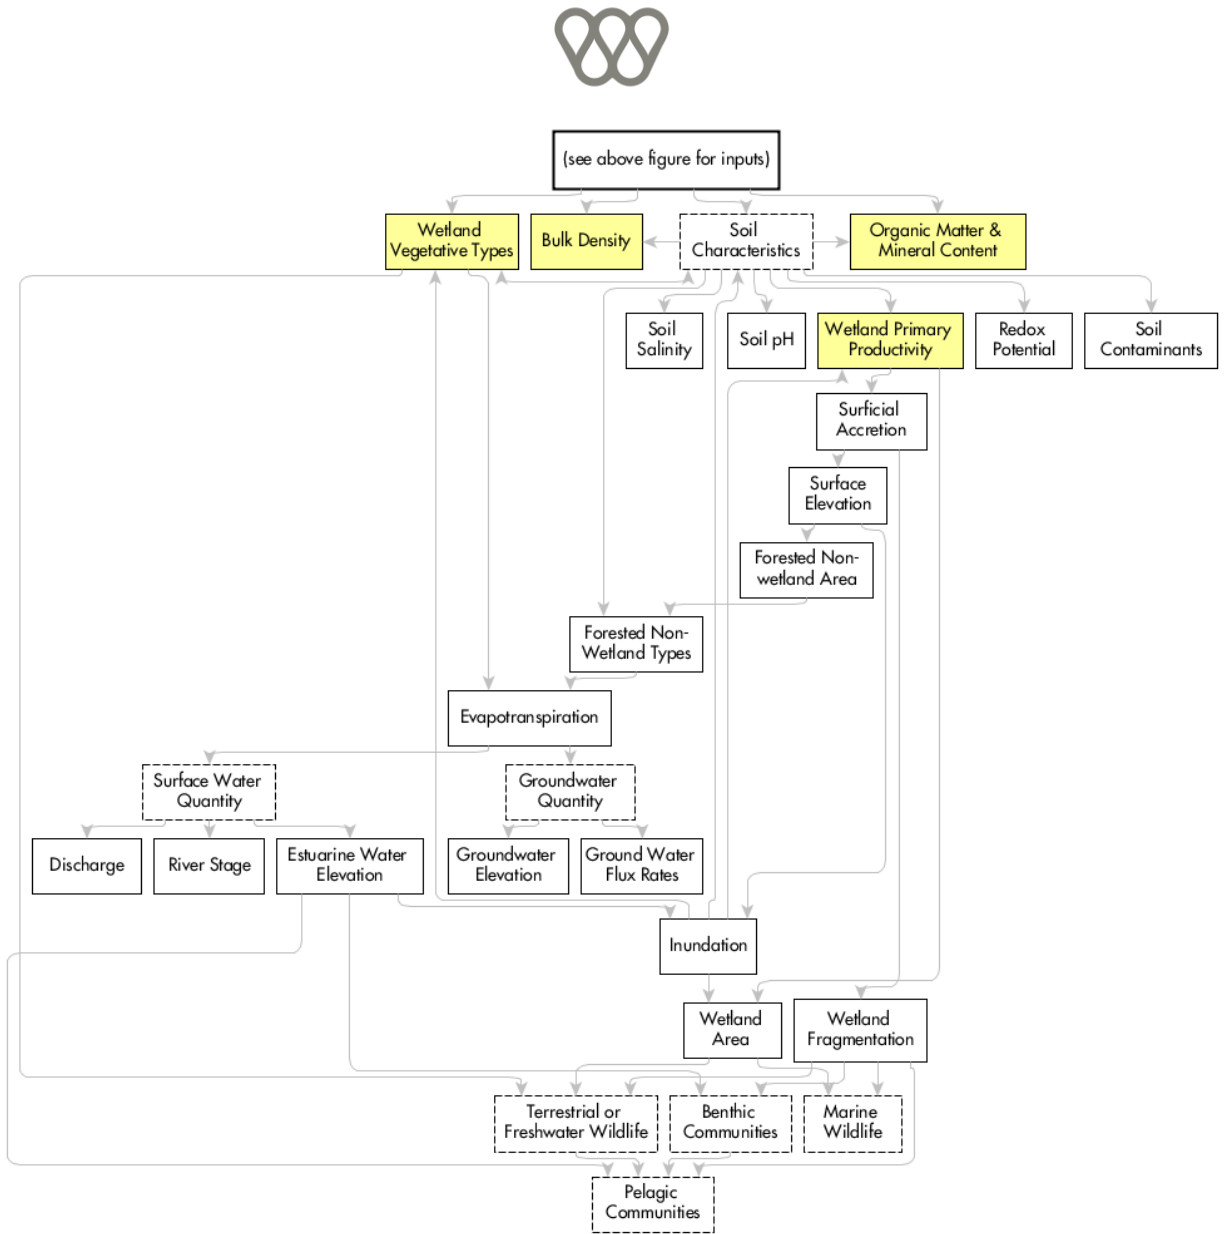 (see above figure for inputs)
Wetland
Vegetative Types
Bulk Density
Soil
Characteristics
Organic Matter &
Mineral Content
Soil
Salinity
Soil pH
Wetland Primary
Productivity
Redox
Potential
Soil
Contaminants
Surficial
Accretion
Surface
Elevation
Forested Non-
wetland Area
Forested Non-
Wetland Types
Evapotranspiration
Surface Water
Quantity
Groundwater
Quantity
Discharge
River Stage
Estuarine Water
Elevation
Groundwater
Elevation
Ground Water
Flux Rates
Inundation
Wetland
Area
Wetland
Fragmentation
Terrestrial or
Freshwater Wildlife
Benthic
Communities
Marine
Wildlife
Pelagic
Communities